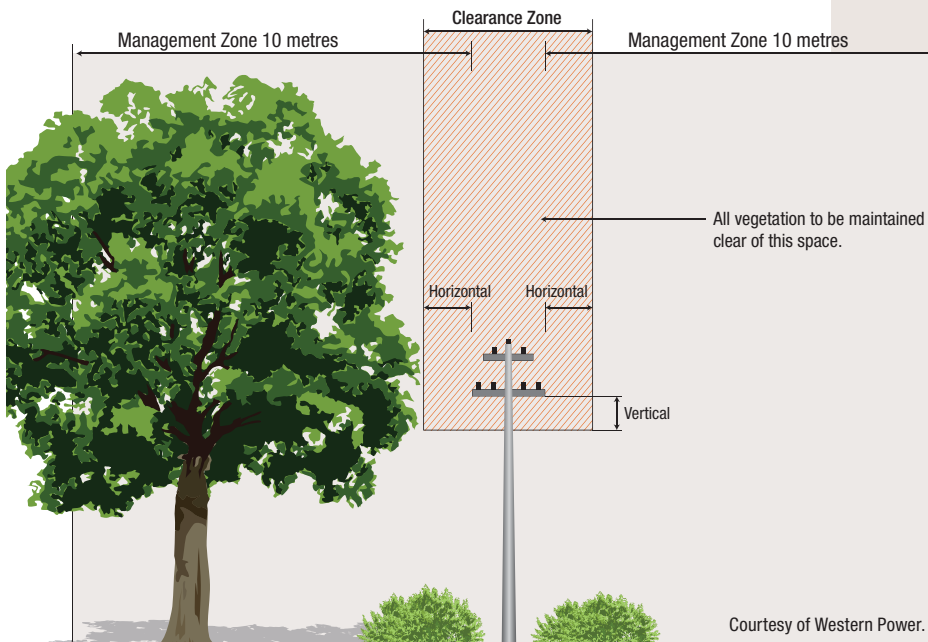 Clearance Zone
Management Zone 10 metres
Management Zone 10 metres
All vegetation to be maintained
clear of this space.
Horizontal
Horizontal
Vertical
Courtesy of Western Power.